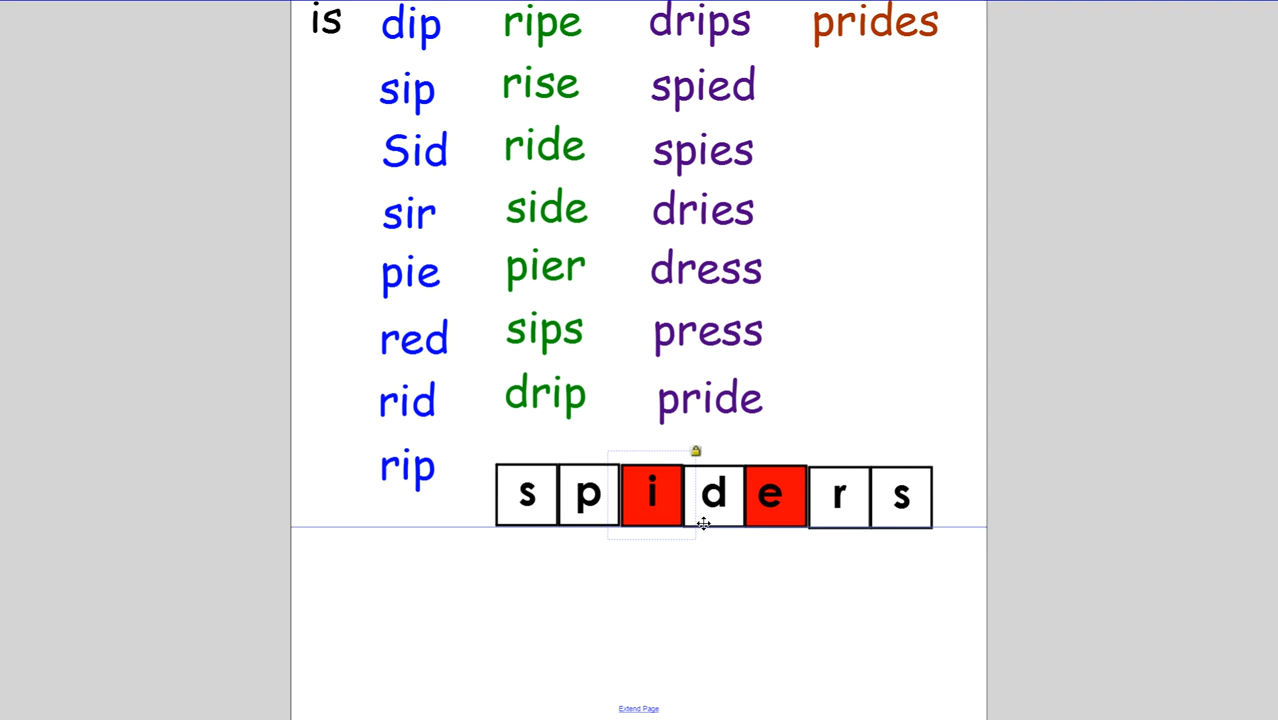 is dip ripe drips prides
sip rise spied
Sid ride spies
sir side dries
pie pier dress
red sips press
rid drip pride
rip
s p i d e r s
Extend Page